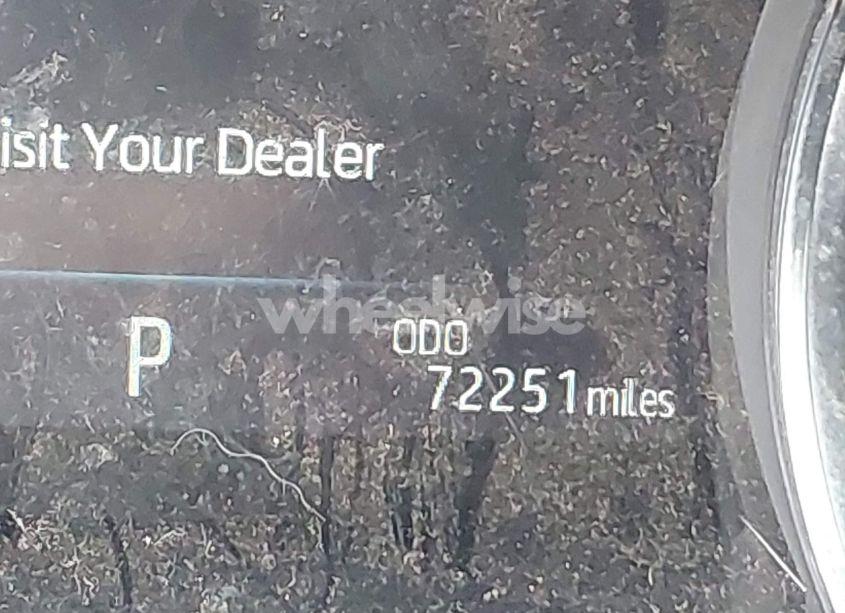 isit Your Dealer
wheelwise
P
ODO
72251 miles